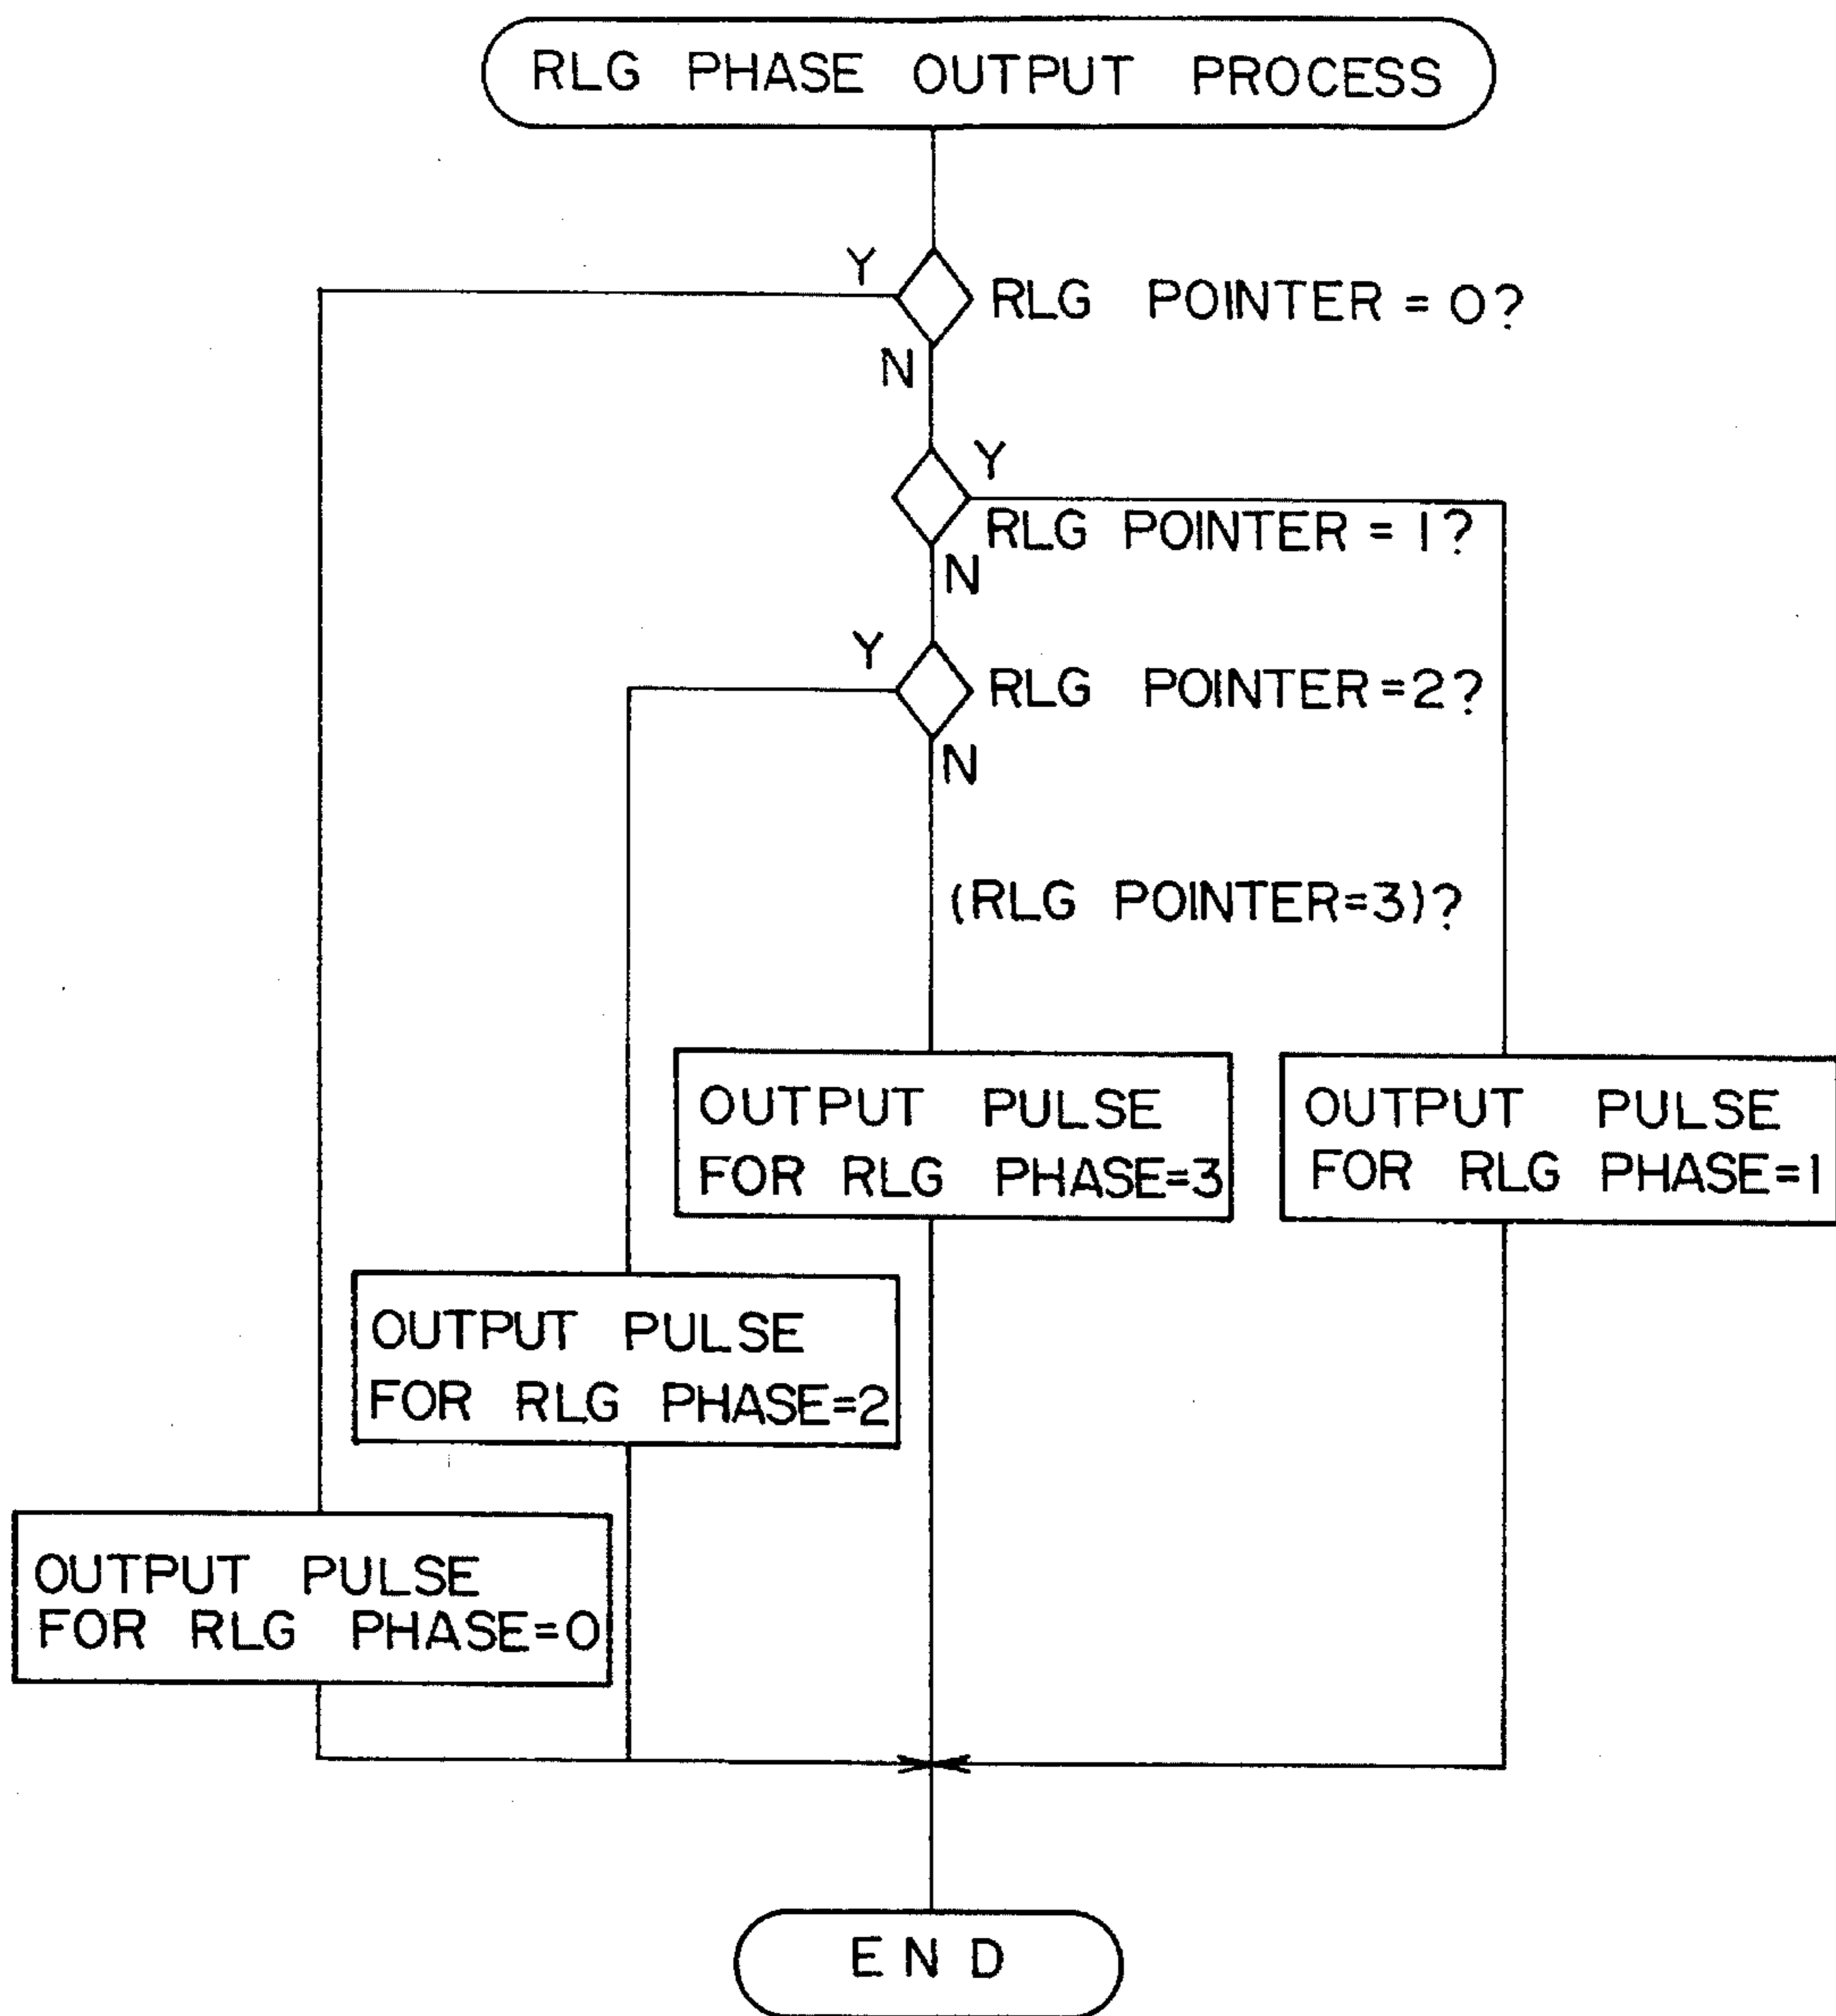 RLG PHASE OUTPUT PROCESS
Y
RLG POINTER = 0?
N
Y
RLG POINTER = 1?
N
Y
RLG POINTER=2?
N
(RLG POINTER=3)?
OUTPUT PULSE
FOR RLG PHASE=3
OUTPUT PULSE
FOR RLG PHASE=1
OUTPUT PULSE
FOR RLG PHASE=2
OUTPUT PULSE
FOR RLG PHASE=0
END